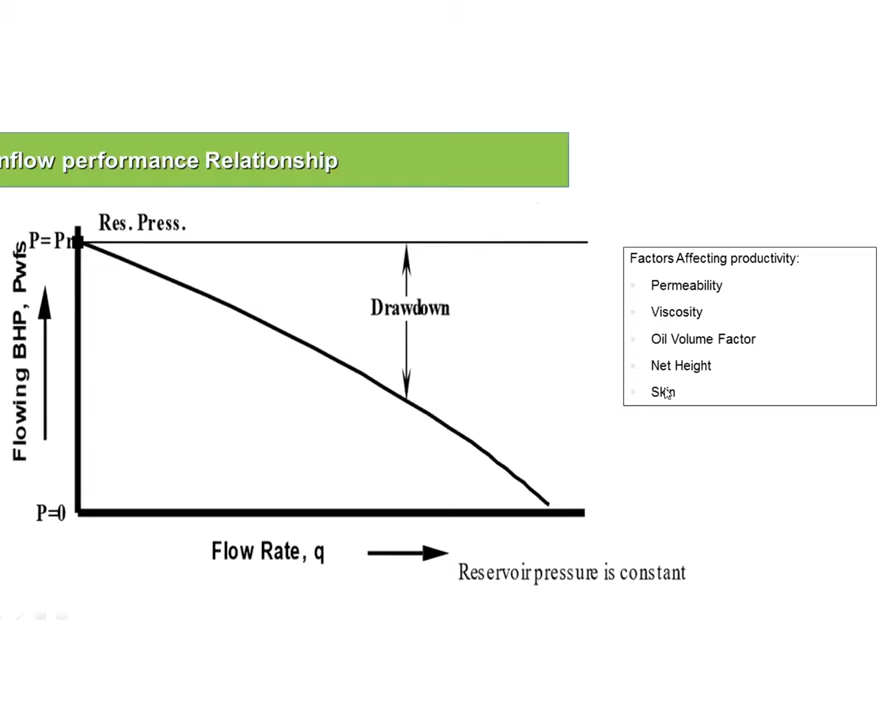 nflow performance Relationship
Res. Press.
P=Pr
Drawdown
Flowing BHP, Pwfs
P=0
Flow Rate, q
Reservoir pressure is constant
Factors Affecting productivity:
Permeability
Viscosity
Oil Volume Factor
Net Height
Skin